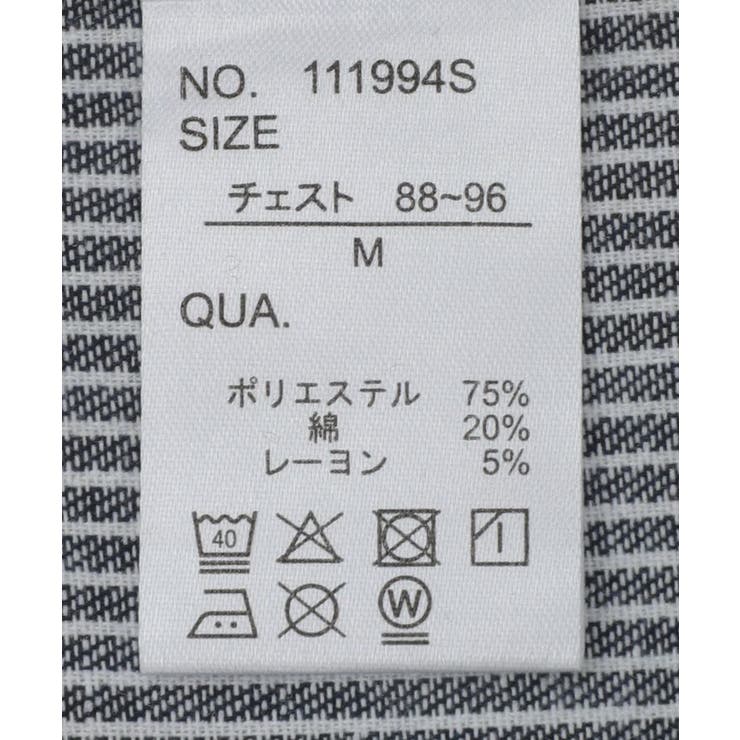 NO. 111994S
SIZE
チェスト 88~96
M
QUA.
ポリエステル 75%
綿 20%
レーヨン 5%
40
W